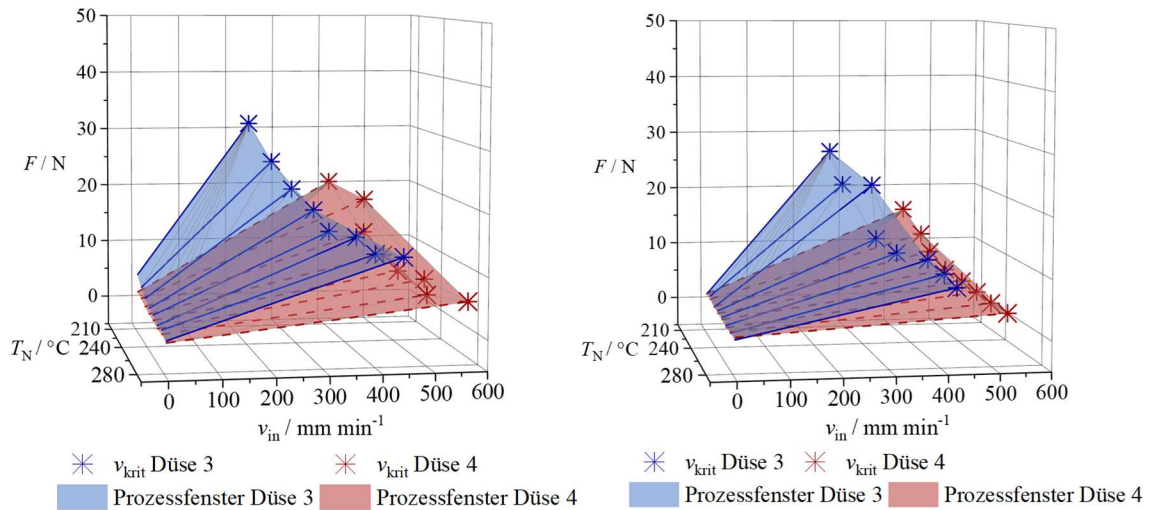 50
40
30
F / N
20
10
0
210
T_N / °C
240
280
0 100 200 300 400 500 600
v_in / mm min⁻¹
v_krit Düse 3
v_krit Düse 4
Prozessfenster Düse 3
Prozessfenster Düse 4
50
40
30
F / N
20
10
0
210
T_N / °C
240
280
0 100 200 300 400 500 600
v_in / mm min⁻¹
v_krit Düse 3
v_krit Düse 4
Prozessfenster Düse 3
Prozessfenster Düse 4